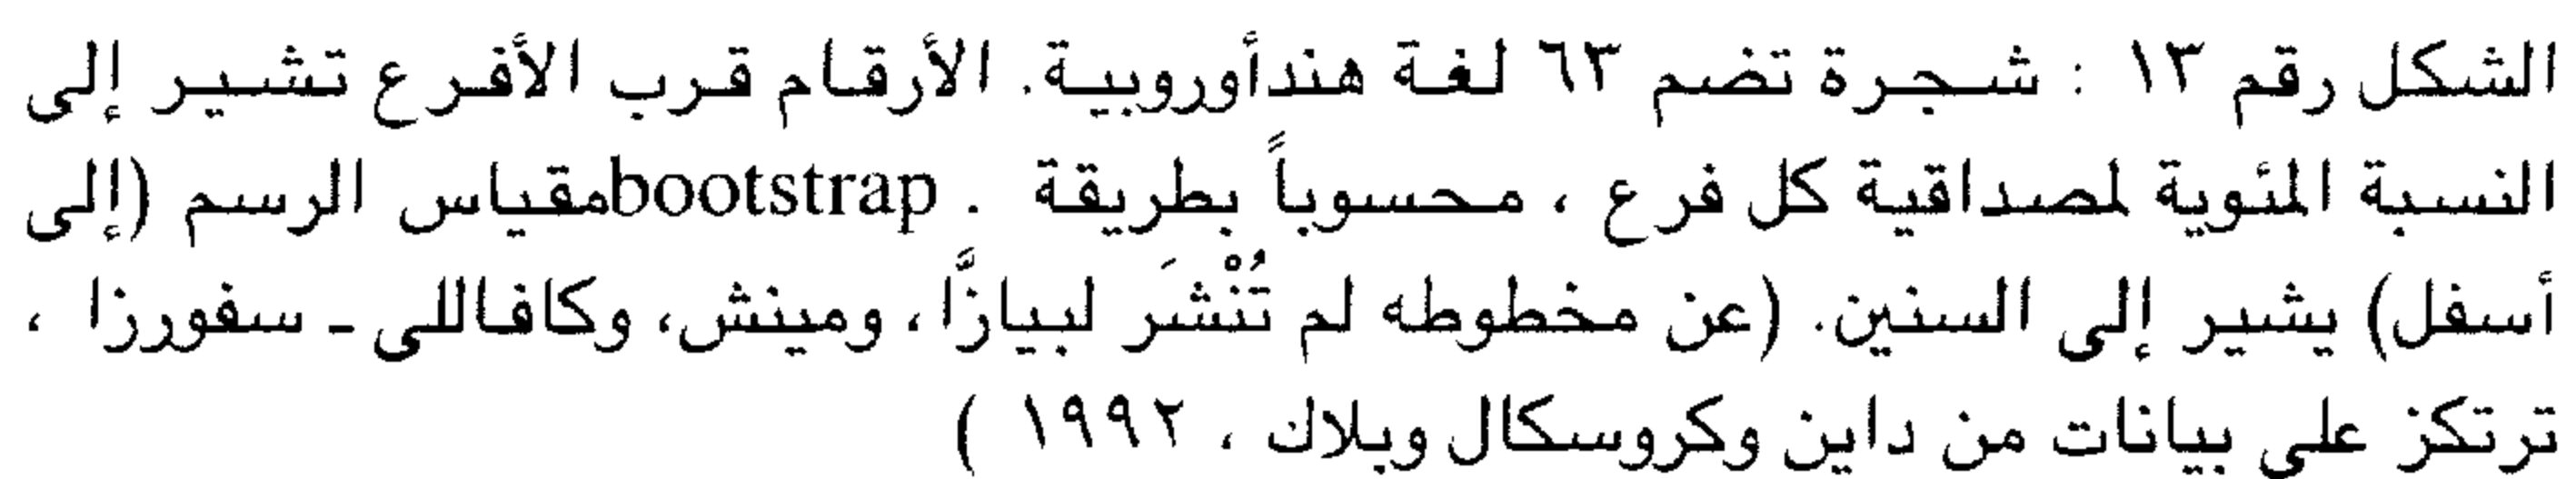 الشكل رقم ١٣ : شجرة تضم ٦٣ لغة هندأوروبية. الأرقام قرب الأفرع تشير إلى
النسبة المئوية لمصداقية كل فرع ، محسوباً بطريقة . bootstrapمقياس الرسم (إلى
أسفل) يشير إلى السنين. (عن مخطوطه لم تُنْشَر لبيازَّا، ومينش، وكافاللى ـ سفورزا ،
ترتكز على بيانات من داين وكروسكال وبلاك ، ١٩٩٢ )